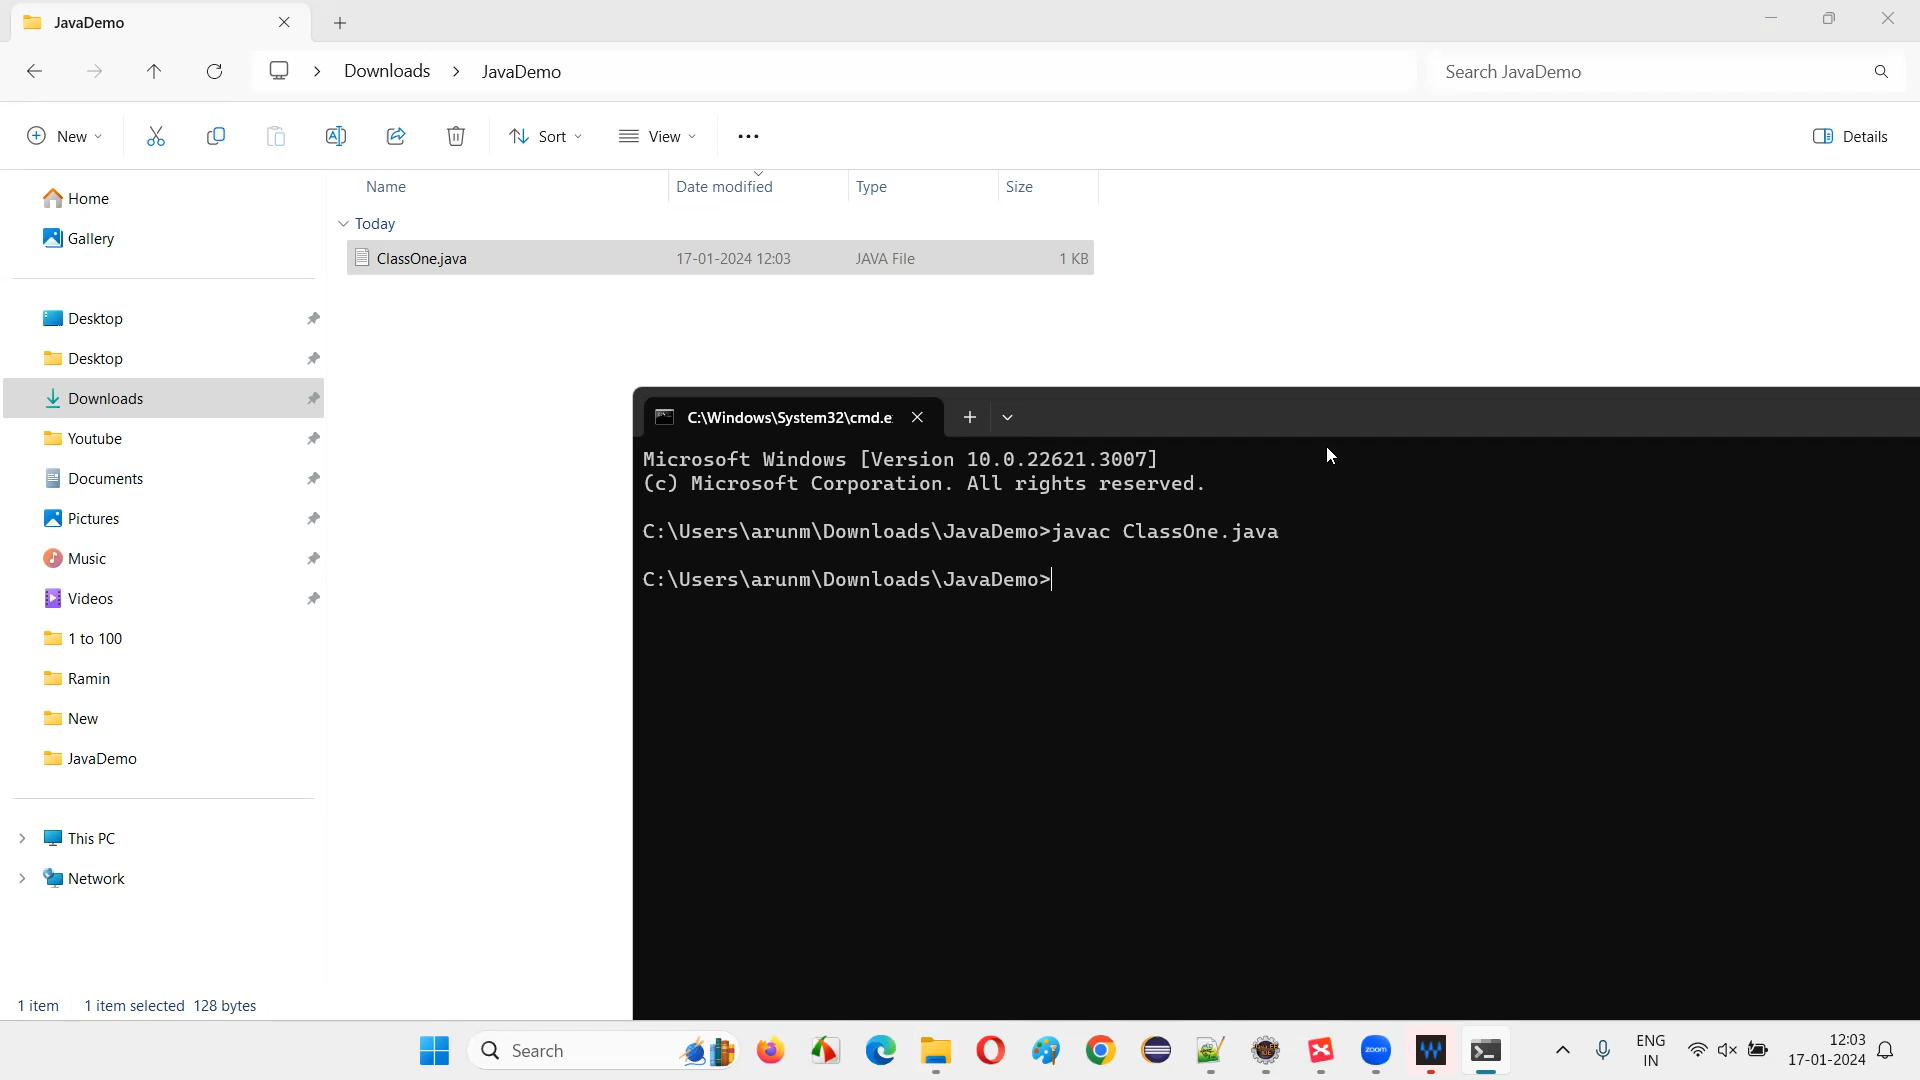 JavaDemo
Downloads > JavaDemo
Search JavaDemo
New
Sort
View
Details
Name
Date modified
Type
Size
Today
ClassOne.java
17-01-2024 12:03
JAVA File
1 KB
Home
Gallery
Desktop
Desktop
Downloads
Youtube
Documents
Pictures
Music
Videos
1 to 100
Ramin
New
JavaDemo
This PC
Network
1 item
1 item selected 128 bytes
C:\Windows\System32\cmd.e
Microsoft Windows [Version 10.0.22621.3007]
(c) Microsoft Corporation. All rights reserved.
C:\Users\arunm\Downloads\JavaDemo>javac ClassOne.java
C:\Users\arunm\Downloads\JavaDemo>
Search
zoom
ENG
IN
12:03
17-01-2024